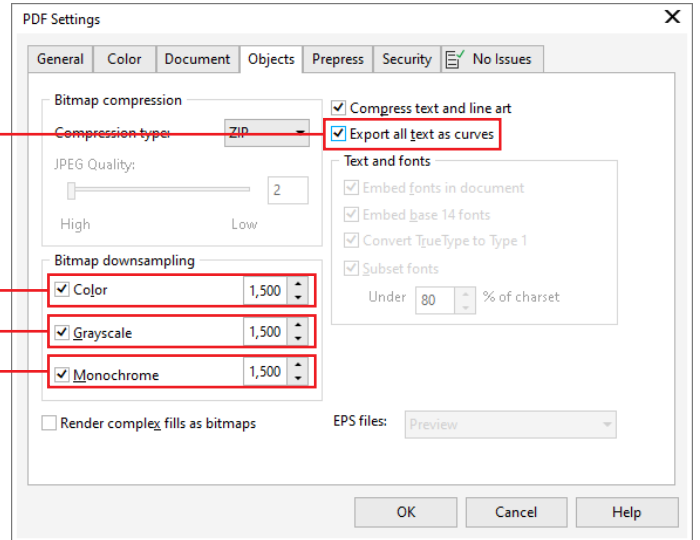 PDF Settings
General Color Document Objects Prepress Security No Issues
Bitmap compression
Compression type: ZIP
JPEG Quality:
2
High Low
Bitmap downsampling
Color 1,500
Grayscale 1,500
Monochrome 1,500
Render complex fills as bitmaps
Compress text and line art
Export all text as curves
Text and fonts
Embed fonts in document
Embed base 14 fonts
Convert TrueType to Type 1
Subset fonts
Under 80 % of charset
EPS files: Preview
OK Cancel Help